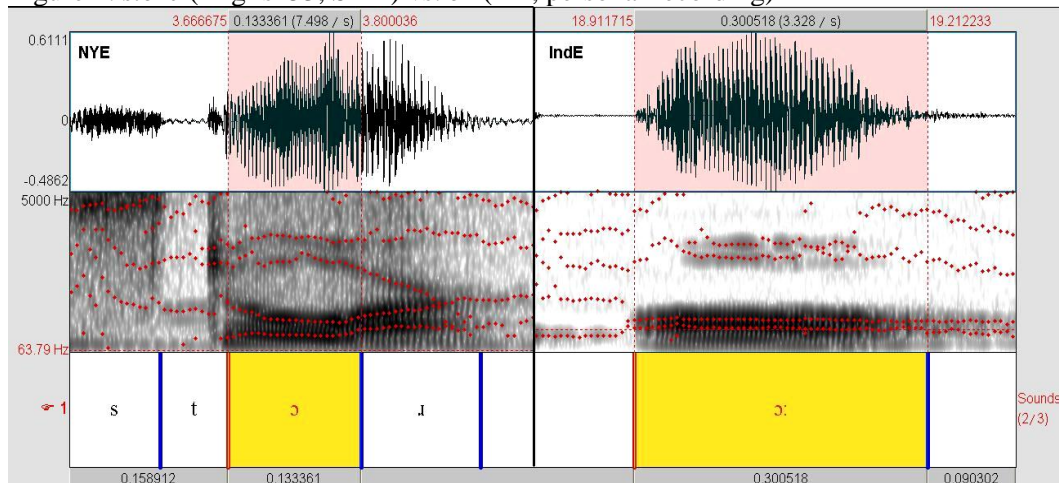 3.666675 0.133361 (7.498 / s) 3.800036 18.911715 0.300518 (3.328 / s) 19.212233
0.6111
NYE IndE
0
-0.4862
5000 Hz
63.79 Hz
1 s t ɔ ɹ ɔː Sounds
(2/3)
0.158912 0.133361 0.300518 0.090302